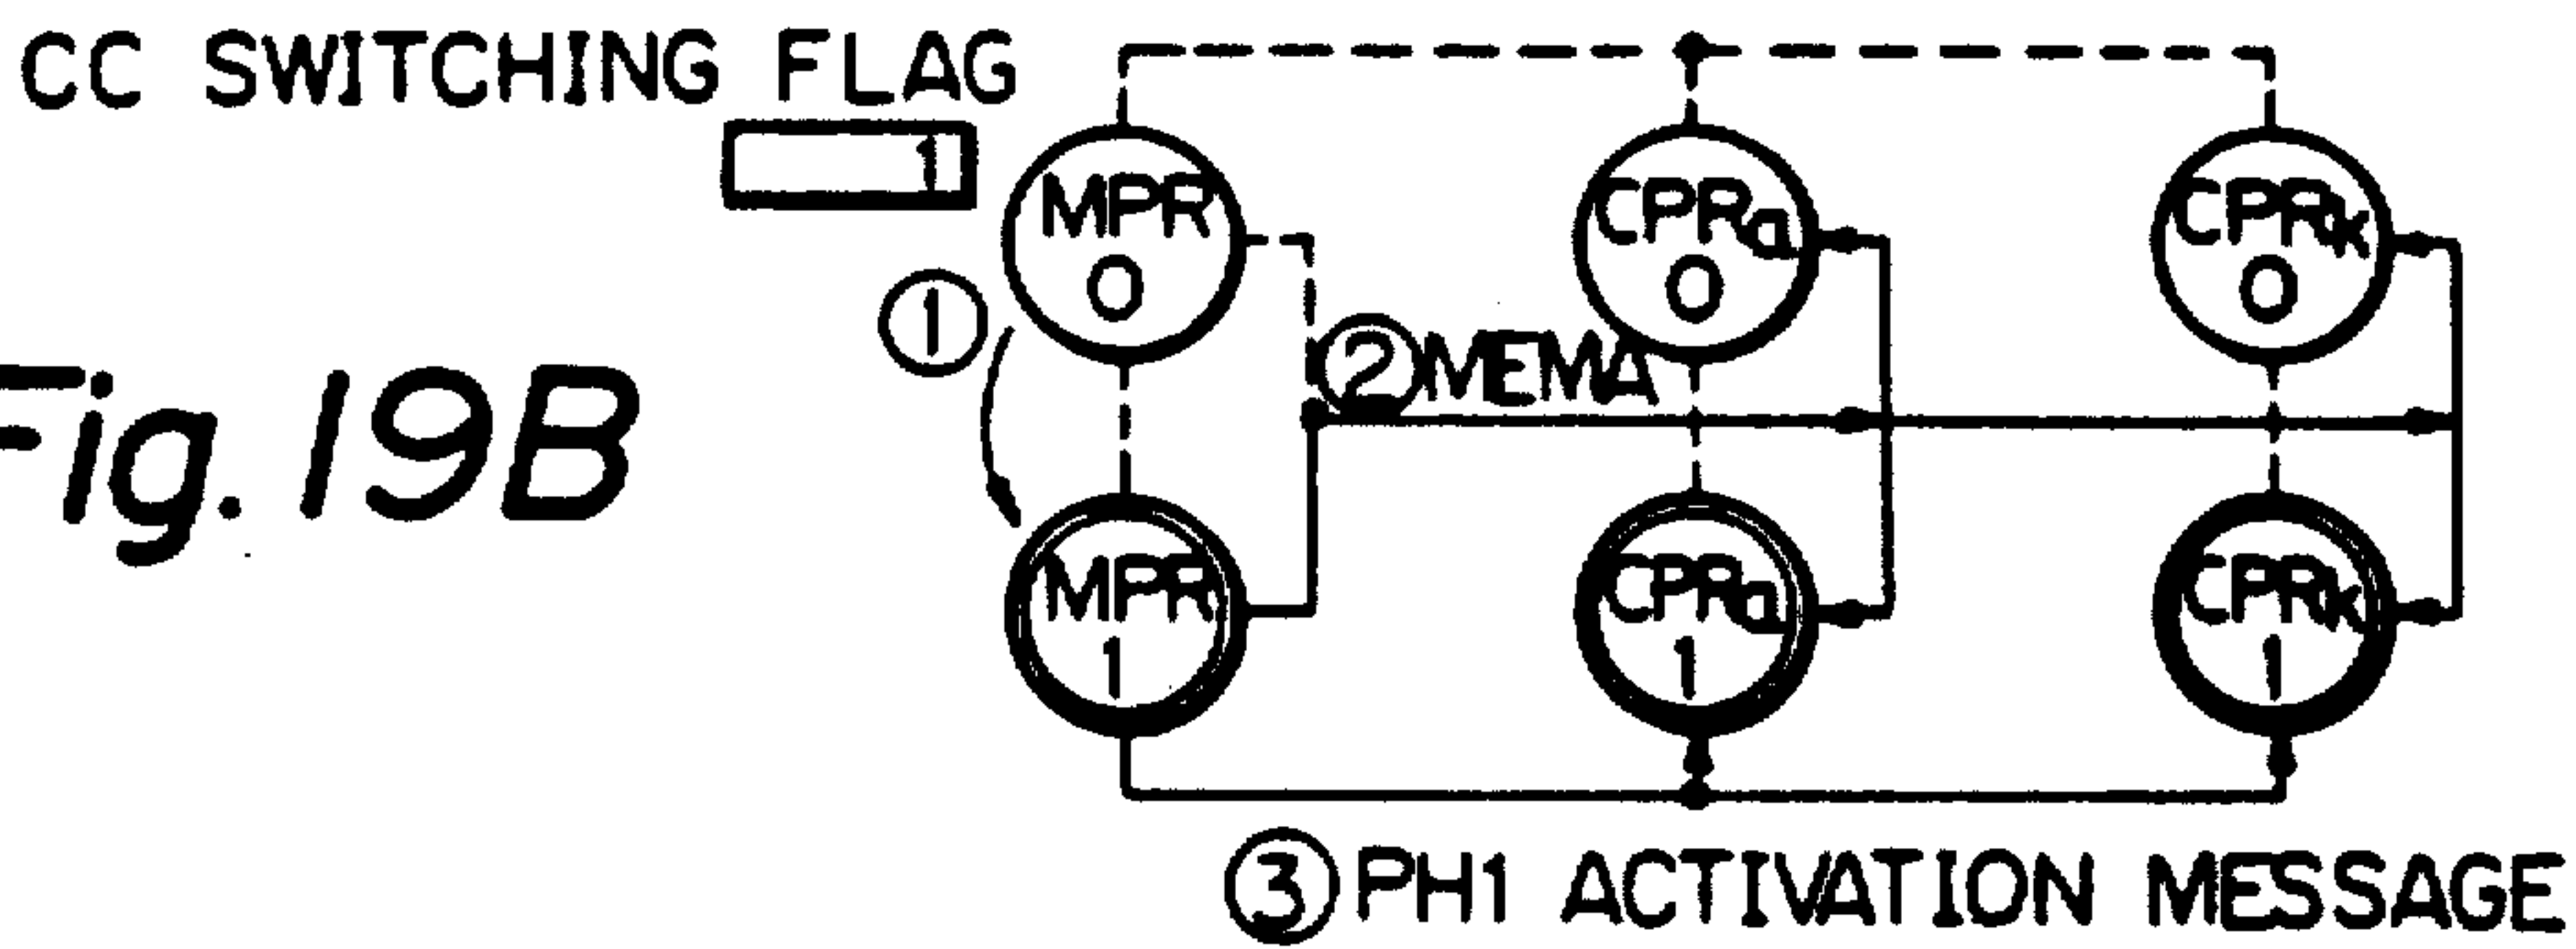 CC SWITCHING FLAG
1
MPR
0
CPRa
0
CPRk
0
①
②MEMA
Fig. 19B
MPR
1
CPRa
1
CPRk
1
③PH1 ACTIVATION MESSAGE